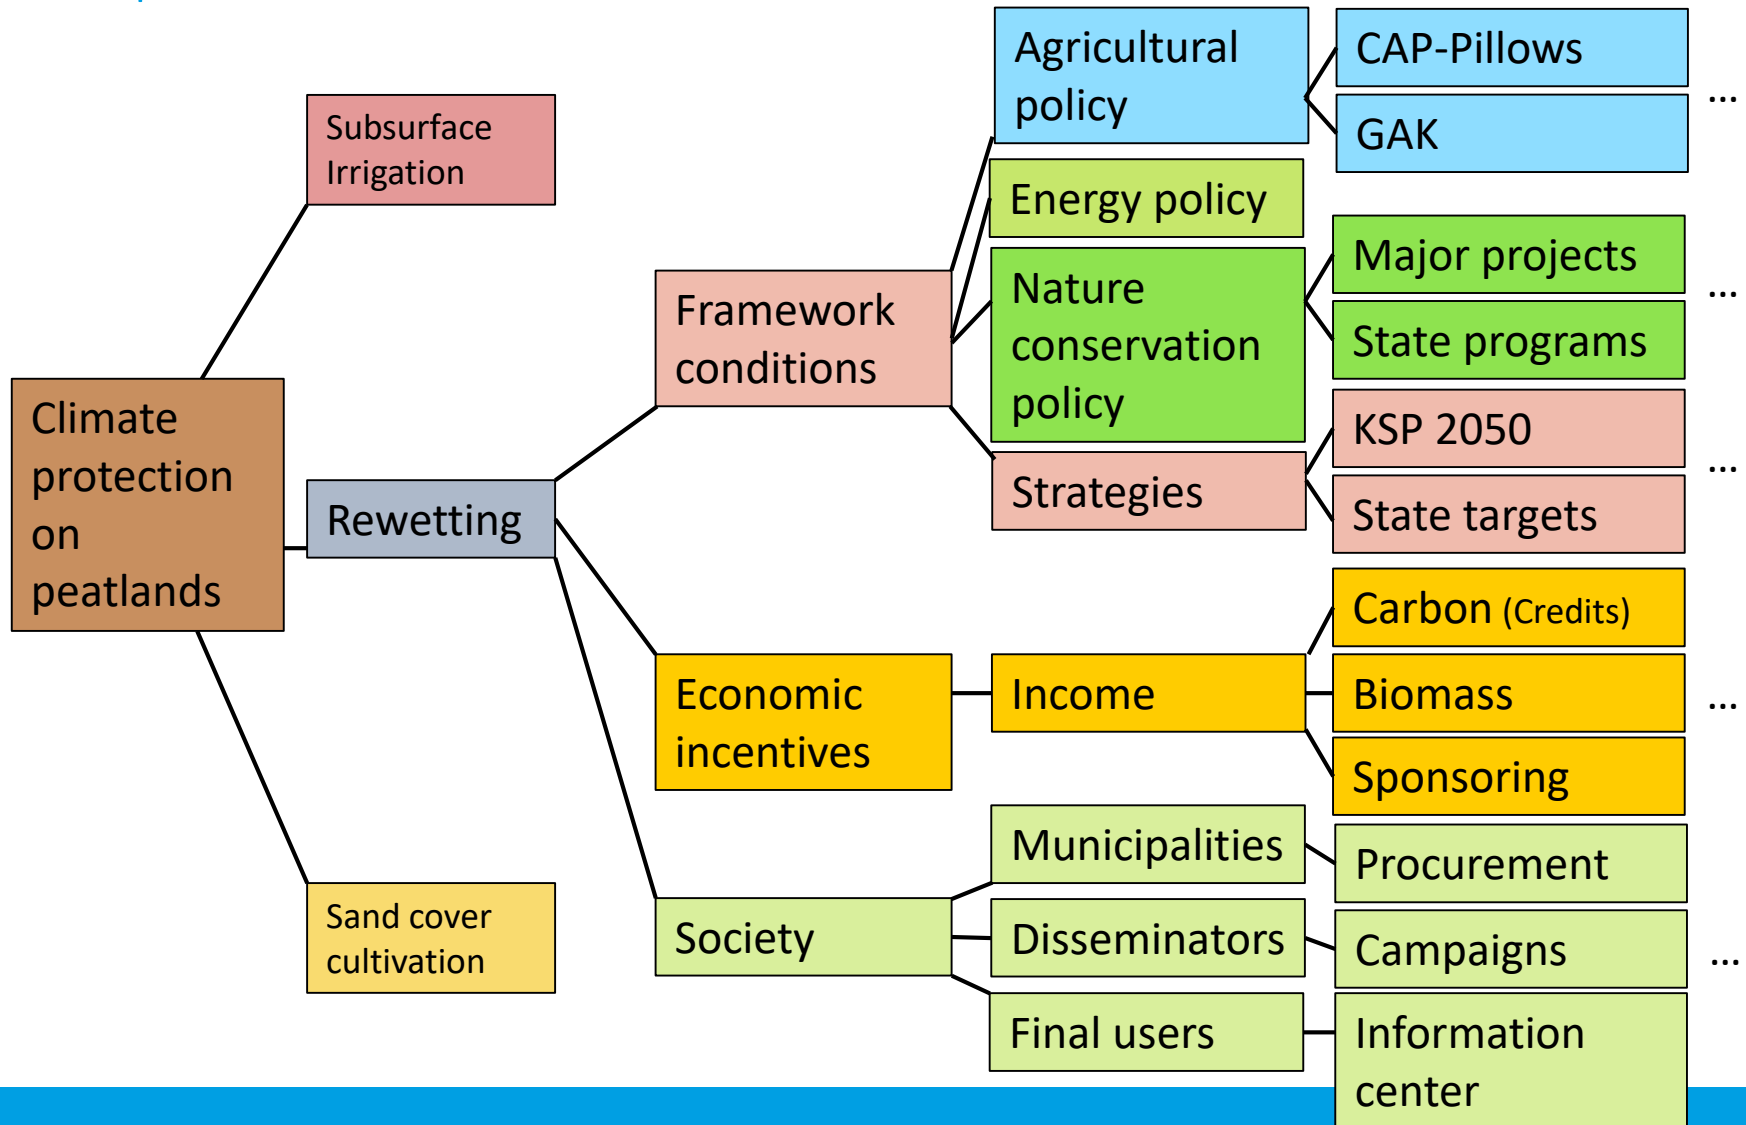 Climate
protection
on
peatlands
Subsurface
Irrigation
Rewetting
Sand cover
cultivation
Framework
conditions
Economic
incentives
Society
Agricultural
policy
Energy policy
Nature
conservation
policy
Strategies
Income
Municipalities
Disseminators
Final users
CAP-Pillows
GAK
...
Major projects
State programs
...
KSP 2050
State targets
...
Carbon (Credits)
Biomass
Sponsoring
...
Procurement
Campaigns
Information
center
...